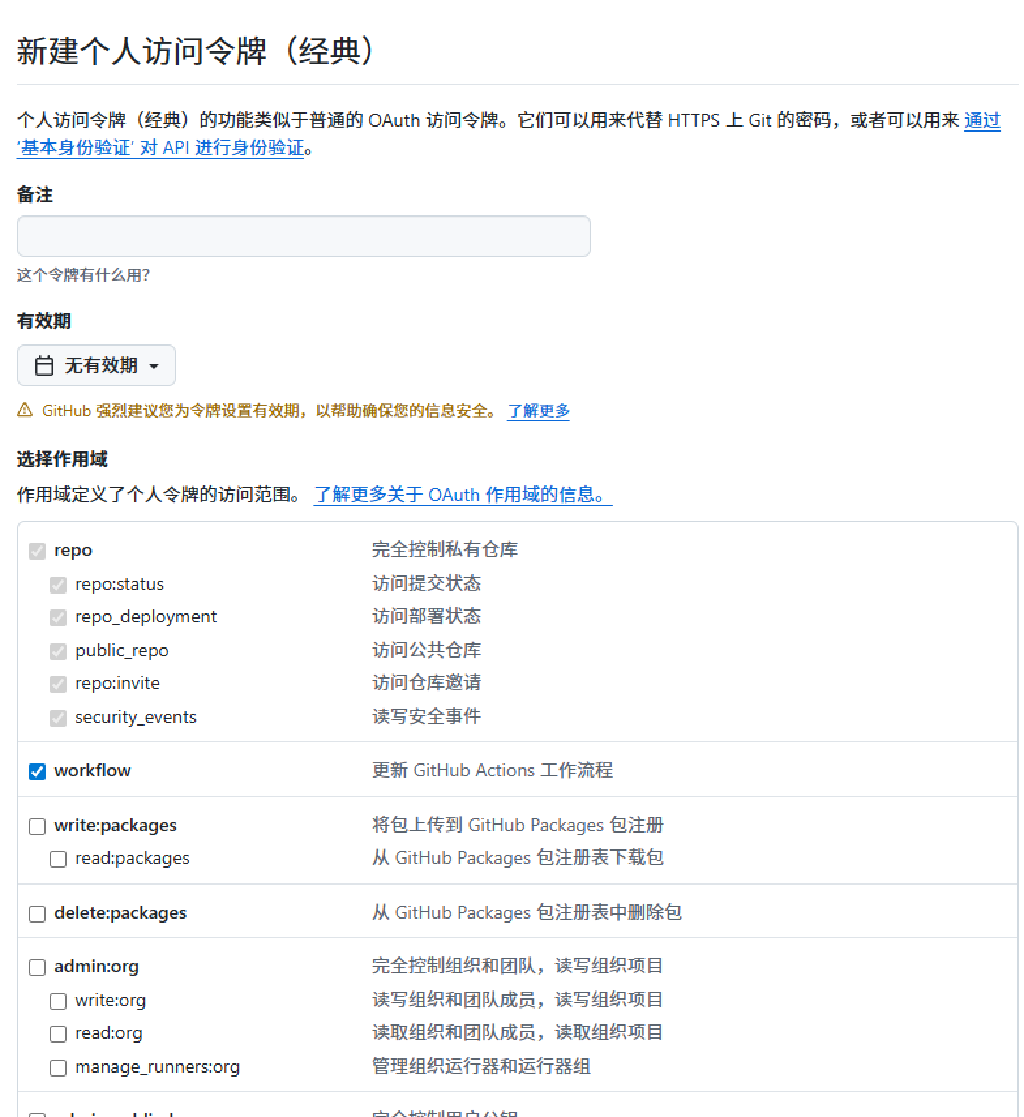 新建个人访问令牌（经典）
个人访问令牌（经典）的功能类似于普通的 OAuth 访问令牌。它们可以用来代替 HTTPS 上 Git 的密码，或者可以用来 通过
'基本身份验证' 对 API 进行身份验证。
备注
这个令牌有什么用？
有效期
无有效期
GitHub 强烈建议您为令牌设置有效期，以帮助确保您的信息安全。 了解更多
选择作用域
作用域定义了个人令牌的访问范围。 了解更多关于 OAuth 作用域的信息。
repo 完全控制私有仓库
repo:status 访问提交状态
repo_deployment 访问部署状态
public_repo 访问公共仓库
repo:invite 访问仓库邀请
security_events 读写安全事件
workflow 更新 GitHub Actions 工作流程
write:packages 将包上传到 GitHub Packages 包注册
read:packages 从 GitHub Packages 包注册表下载包
delete:packages 从 GitHub Packages 包注册表中删除包
admin:org 完全控制组织和团队，读写组织项目
write:org 读写组织和团队成员，读写组织项目
read:org 读取组织和团队成员，读取组织项目
manage_runners:org 管理组织运行器和运行器组